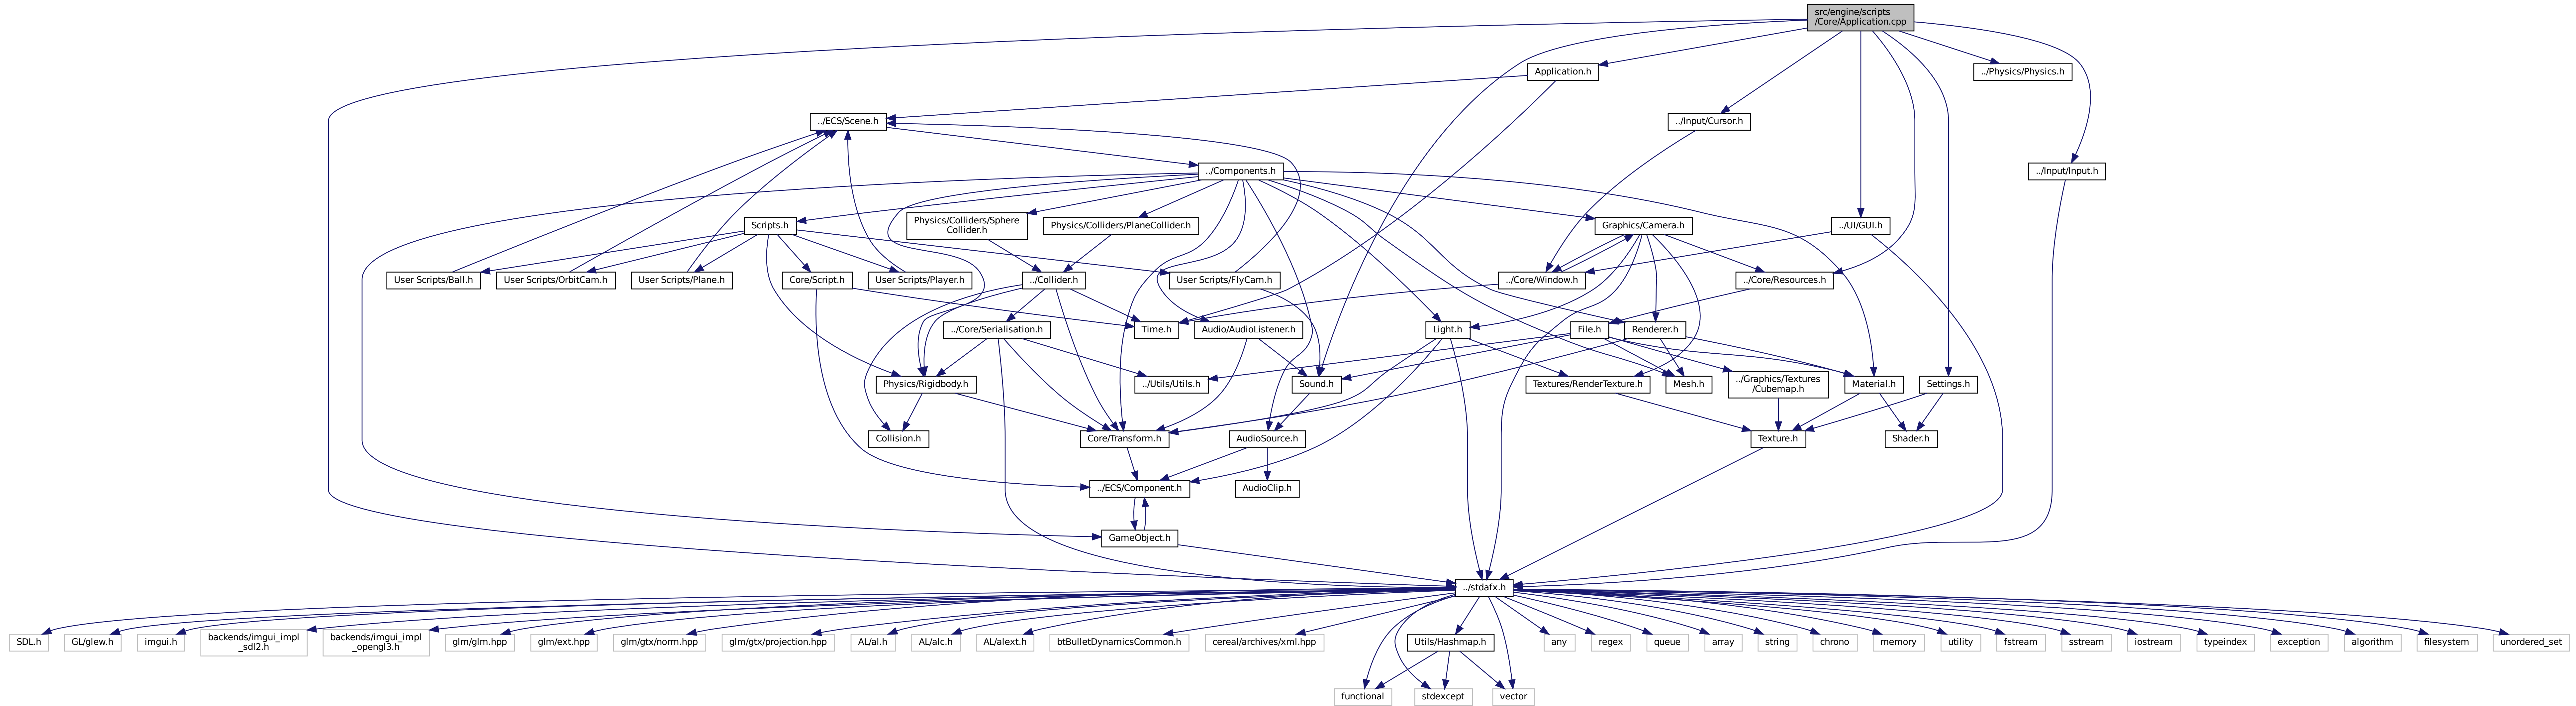 src/engine/scripts
/Core/Application.cpp
Application.h
../Physics/Physics.h
../ECS/Scene.h
../Input/Cursor.h
../Components.h
../Input/Input.h
Scripts.h
Physics/Colliders/Sphere
Collider.h
Physics/Colliders/PlaneCollider.h
Graphics/Camera.h
../UI/GUI.h
User Scripts/Ball.h
User Scripts/OrbitCam.h
User Scripts/Plane.h
Core/Script.h
User Scripts/Player.h
../Collider.h
User Scripts/FlyCam.h
../Core/Window.h
../Core/Resources.h
../Core/Serialisation.h
Time.h
Audio/AudioListener.h
Light.h
File.h
Renderer.h
Physics/Rigidbody.h
../Utils/Utils.h
Sound.h
Textures/RenderTexture.h
Mesh.h
../Graphics/Textures
/Cubemap.h
Material.h
Settings.h
Collision.h
Core/Transform.h
AudioSource.h
Texture.h
Shader.h
../ECS/Component.h
AudioClip.h
GameObject.h
../stdafx.h
SDL.h
GL/glew.h
imgui.h
backends/imgui_impl
_sdl2.h
backends/imgui_impl
_opengl3.h
glm/glm.hpp
glm/ext.hpp
glm/gtx/norm.hpp
glm/gtx/projection.hpp
AL/al.h
AL/alc.h
AL/alext.h
btBulletDynamicsCommon.h
cereal/archives/xml.hpp
Utils/Hashmap.h
any
regex
queue
array
string
chrono
memory
utility
fstream
sstream
iostream
typeindex
exception
algorithm
filesystem
unordered_set
functional
stdexcept
vector